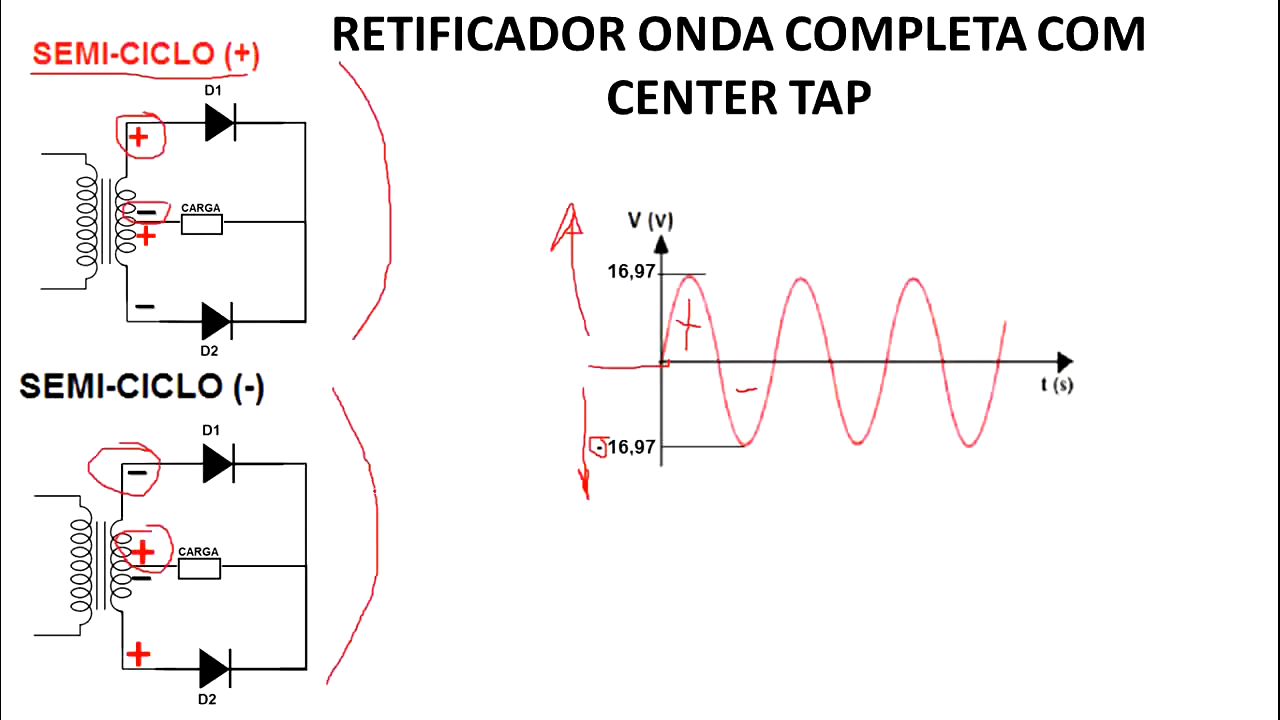 RETIFICADOR ONDA COMPLETA COM
CENTER TAP
SEMI-CICLO (+)
D1
+
−
CARGA
+
−
D2
SEMI-CICLO (-)
D1
−
+
CARGA
−
+
D2
V (v)
16,97
+
−
-16,97
t (s)